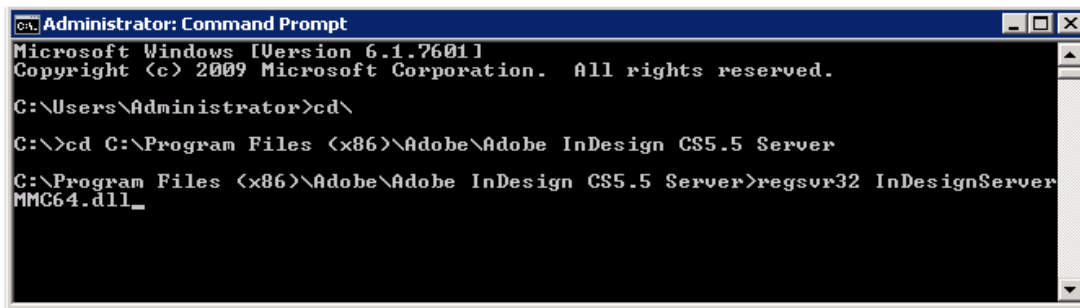 Administrator: Command Prompt
Microsoft Windows [Version 6.1.7601]
Copyright (c) 2009 Microsoft Corporation.  All rights reserved.
C:\Users\Administrator>cd\
C:\>cd C:\Program Files (x86)\Adobe\Adobe InDesign CS5.5 Server
C:\Program Files (x86)\Adobe\Adobe InDesign CS5.5 Server>regsvr32 InDesignServer
MMC64.dll_